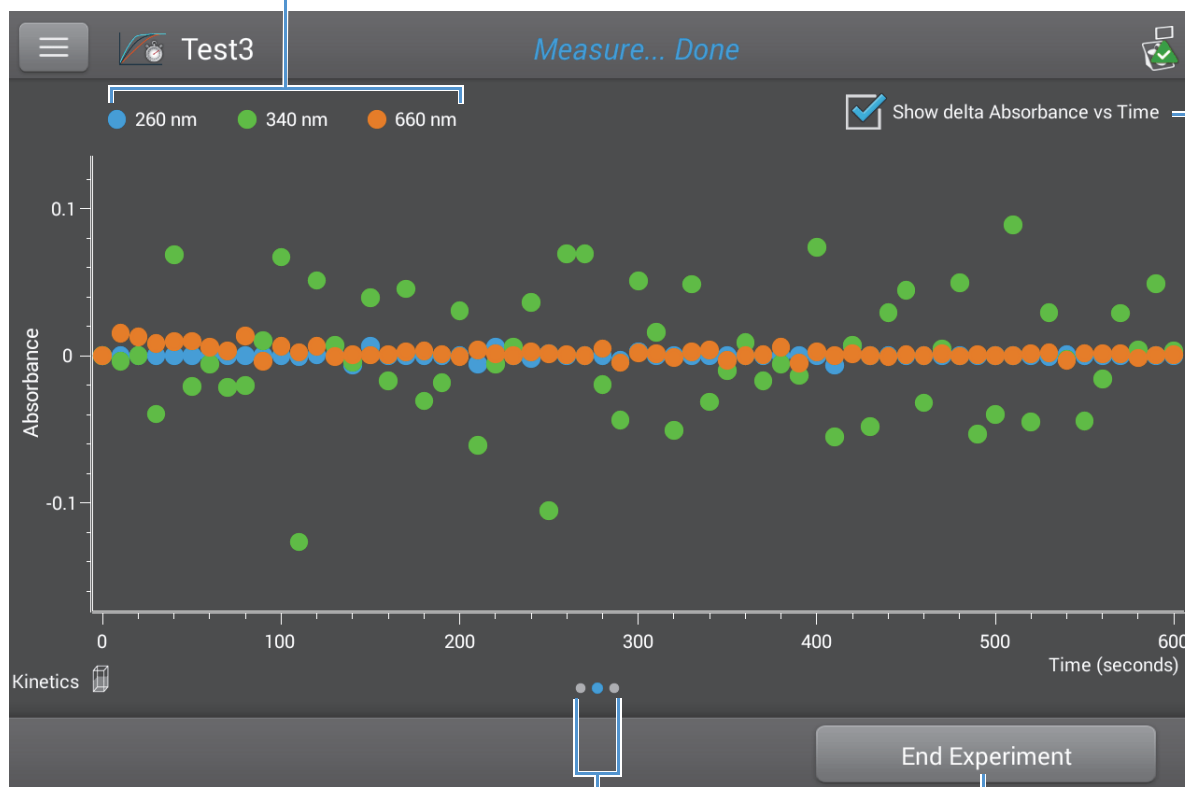 Test3
Measure... Done
260 nm
340 nm
660 nm
Show delta Absorbance vs Time
Absorbance
0.1
0
-0.1
0
100
200
300
400
500
600
Time (seconds)
Kinetics
End Experiment